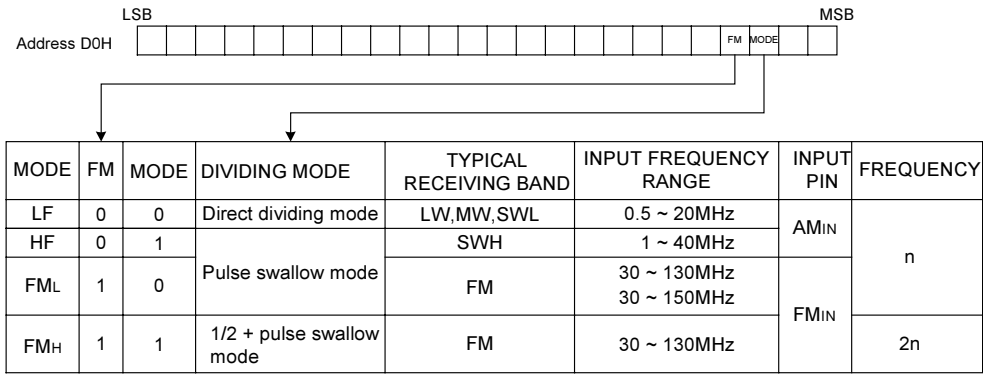 LSB MSB
Address D0H FM MODE
MODE FM MODE DIVIDING MODE TYPICAL RECEIVING BAND INPUT FREQUENCY RANGE INPUT PIN FREQUENCY
LF 0 0 Direct dividing mode LW,MW,SWL 0.5 ~ 20MHz AMIN n
HF 0 1 Pulse swallow mode SWH 1 ~ 40MHz
FML 1 0 FM 30 ~ 130MHz
30 ~ 150MHz FMIN
FMH 1 1 1/2 + pulse swallow mode FM 30 ~ 130MHz 2n